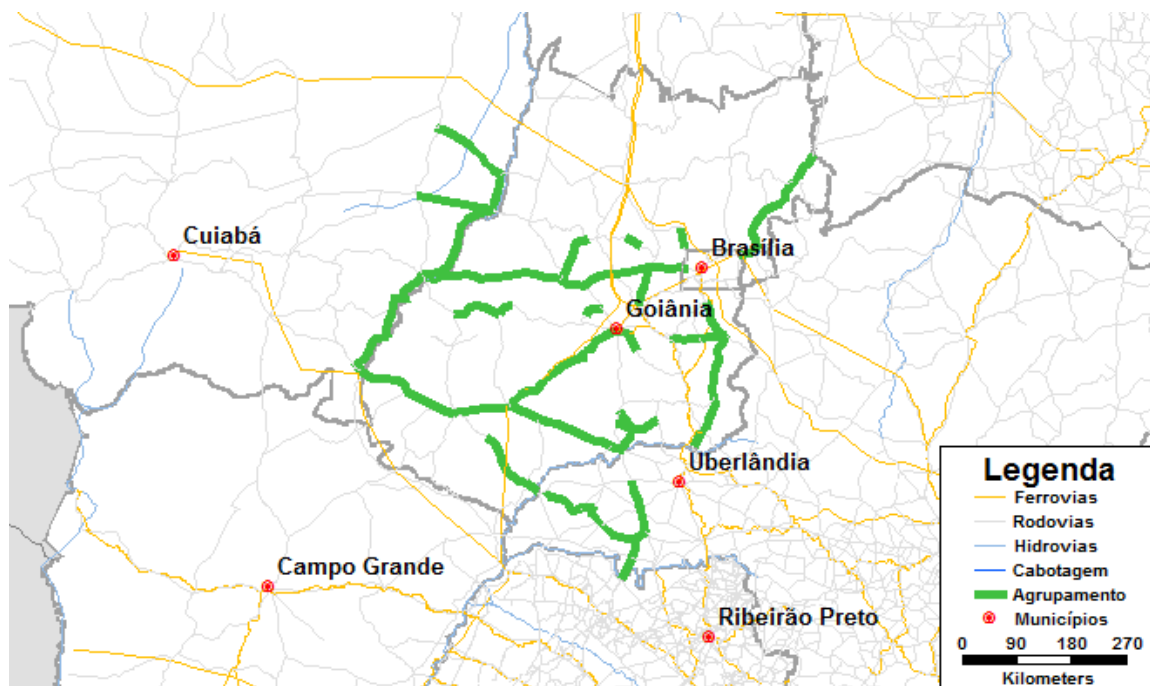 Cuiabá
Brasília
Goiânia
Uberlândia
Campo Grande
Ribeirão Preto
Legenda
Ferrovias
Rodovias
Hidrovias
Cabotagem
Agrupamento
Municípios
0 90 180 270
Kilometers